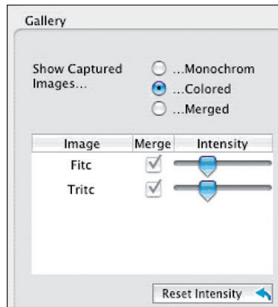 Gallery
Show Captured
Images...
...Monochrom
...Colored
...Merged
Image Merge Intensity
Fitc
Tritc
Reset Intensity